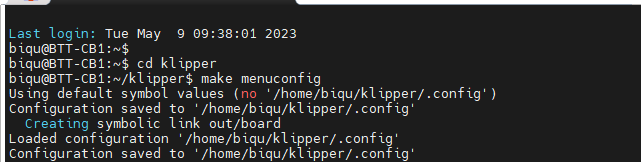 Last login: Tue May  9 09:38:01 2023
biqu@BTT-CB1:~$
biqu@BTT-CB1:~$ cd klipper
biqu@BTT-CB1:~/klipper$ make menuconfig
Using default symbol values (no '/home/biqu/klipper/.config')
Configuration saved to '/home/biqu/klipper/.config'
  Creating symbolic link out/board
Loaded configuration '/home/biqu/klipper/.config'
Configuration saved to '/home/biqu/klipper/.config'